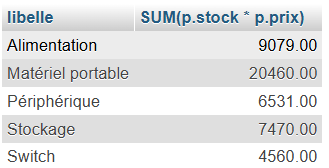 libelle SUM(p.stock * p.prix)
Alimentation 9079.00
Matériel portable 20460.00
Périphérique 6531.00
Stockage 7470.00
Switch 4560.00